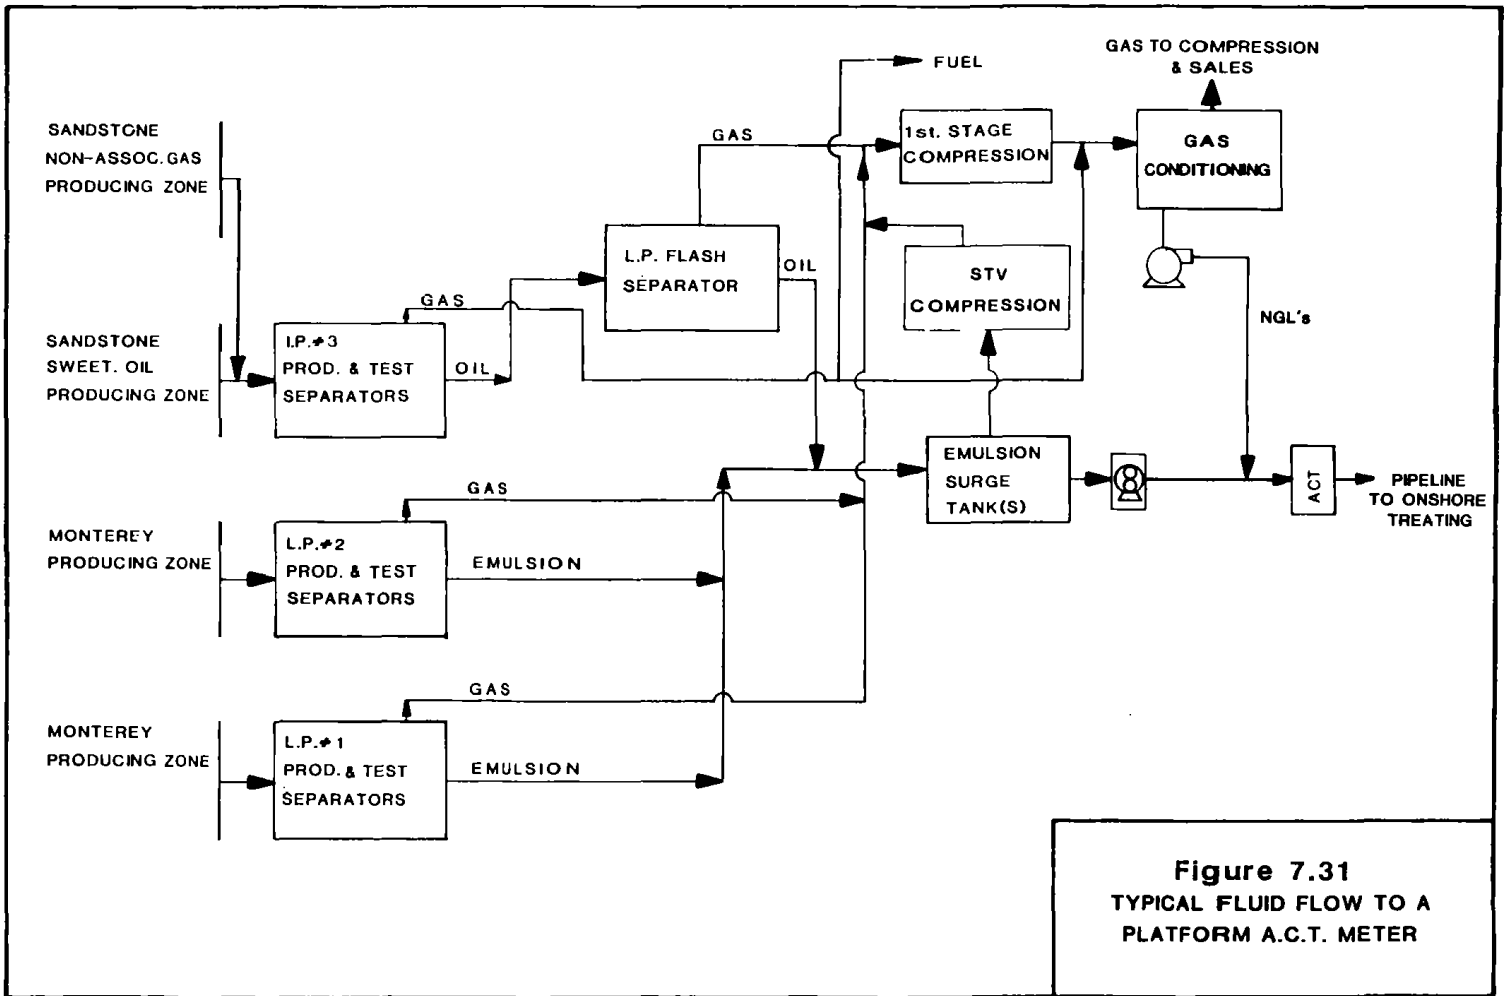 FUEL
GAS TO COMPRESSION
& SALES
SANDSTONE
NON-ASSOC. GAS
PRODUCING ZONE
GAS
1st. STAGE
COMPRESSION
GAS
CONDITIONING
L.P. FLASH
SEPARATOR
OIL
STV
COMPRESSION
NGL's
SANDSTONE
SWEET. OIL
PRODUCING ZONE
GAS
I.P.#3
PROD. & TEST
SEPARATORS
OIL
EMULSION
SURGE
TANK(S)
ACT
PIPELINE
TO ONSHORE
TREATING
MONTEREY
PRODUCING ZONE
GAS
L.P.#2
PROD. & TEST
SEPARATORS
EMULSION
MONTEREY
PRODUCING ZONE
GAS
L.P.#1
PROD. & TEST
SEPARATORS
EMULSION
Figure 7.31
TYPICAL FLUID FLOW TO A
PLATFORM A.C.T. METER